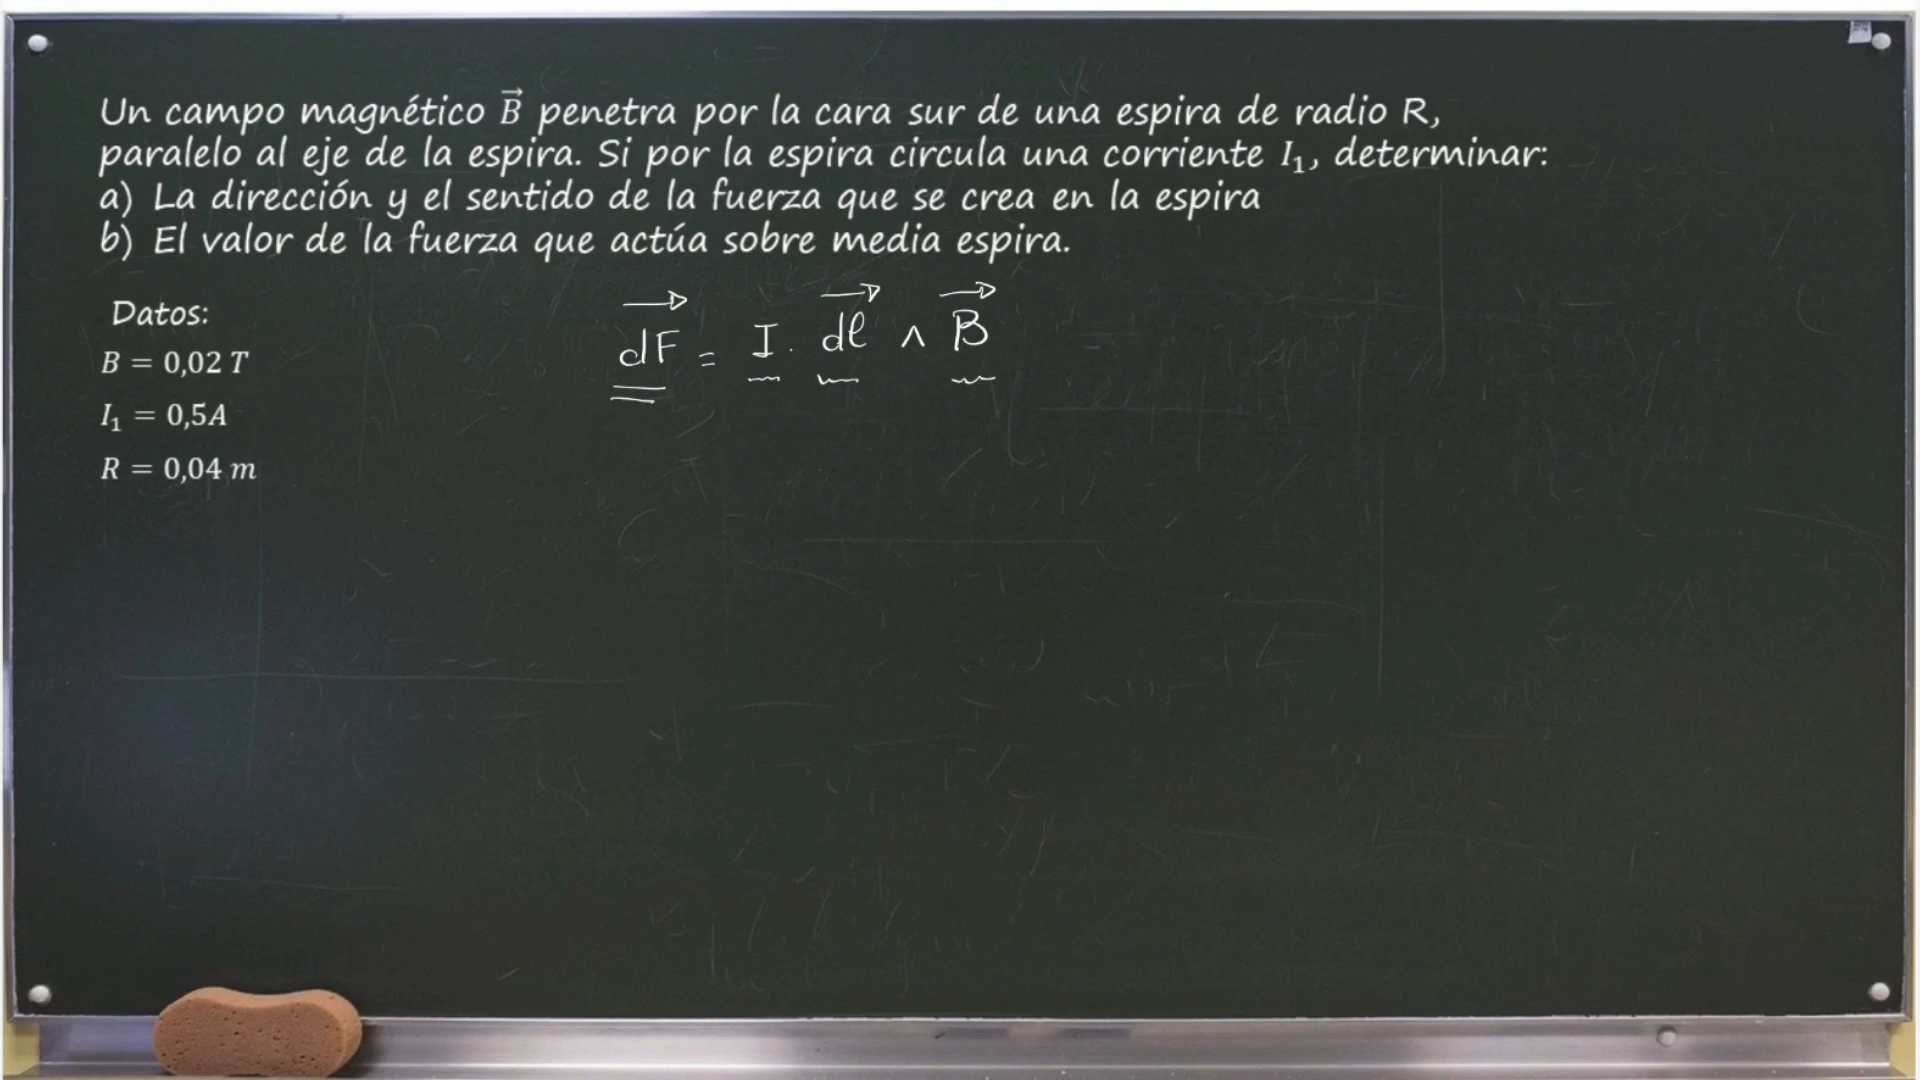 Un campo magnético B⃗ penetra por la cara sur de una espira de radio R,
paralelo al eje de la espira. Si por la espira circula una corriente I₁, determinar:
a) La dirección y el sentido de la fuerza que se crea en la espira
b) El valor de la fuerza que actúa sobre media espira.
Datos:
B = 0,02 T
I₁ = 0,5A
R = 0,04 m
dF⃗ = I . dℓ⃗ ∧ B⃗